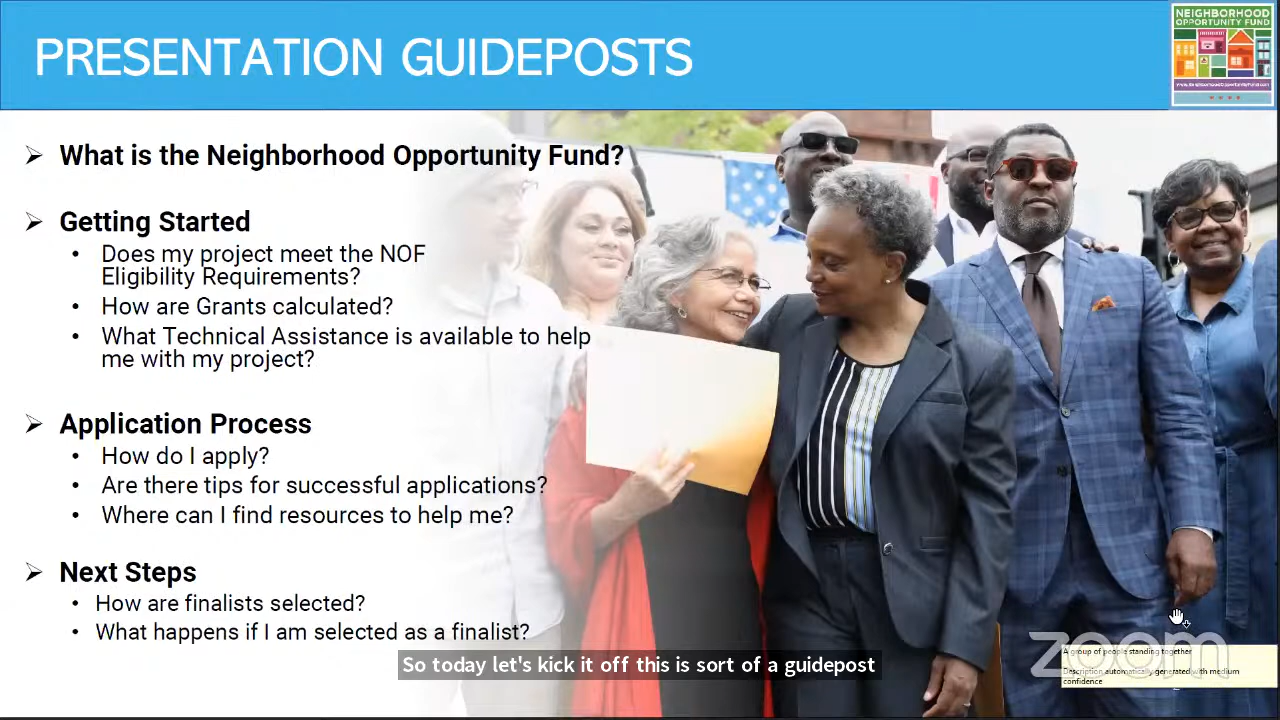 PRESENTATION GUIDEPOSTS
NEIGHBORHOOD
OPPORTUNITY FUND
www.NeighborhoodOpportunityFund.com
➢ What is the Neighborhood Opportunity Fund?
➢ Getting Started
• Does my project meet the NOF
Eligibility Requirements?
• How are Grants calculated?
• What Technical Assistance is available to help
me with my project?
➢ Application Process
• How do I apply?
• Are there tips for successful applications?
• Where can I find resources to help me?
➢ Next Steps
• How are finalists selected?
• What happens if I am selected as a finalist?
So today let's kick it off this is sort of a guidepost
zoom
A group of people standing together
Description automatically generated with medium
confidence